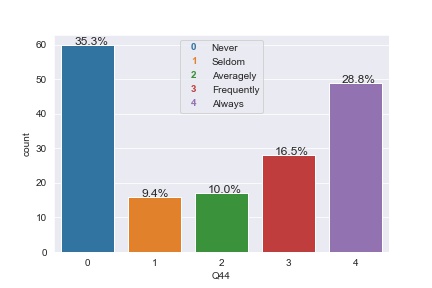 35.3%
9.4%
10.0%
16.5%
28.8%
0 Never
1 Seldom
2 Averagely
3 Frequently
4 Always
60
50
40
30
20
10
0
count
0 1 2 3 4
Q44